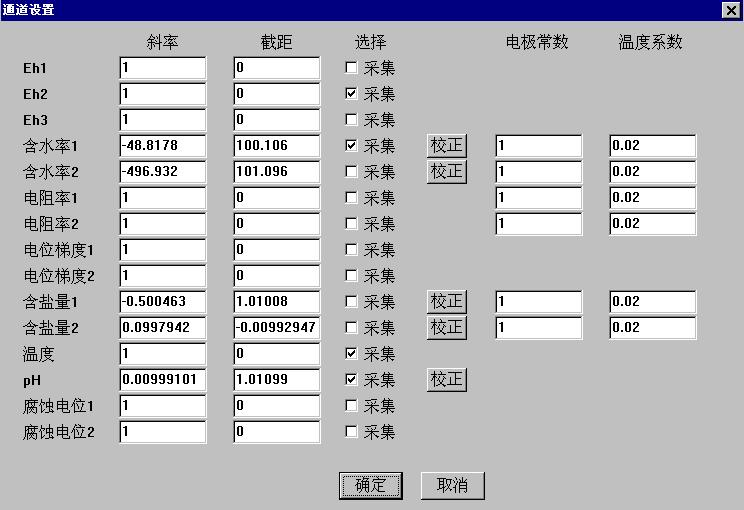 通道设置
斜率 截距 选择 电极常数 温度系数
Eh1 1 0 采集
Eh2 1 0 采集
Eh3 1 0 采集
含水率1 -48.8178 100.106 采集 校正 1 0.02
含水率2 -496.932 101.096 采集 校正 1 0.02
电阻率1 1 0 采集 1 0.02
电阻率2 1 0 采集 1 0.02
电位梯度1 1 0 采集
电位梯度2 1 0 采集
含盐量1 -0.500463 1.01008 采集 校正 1 0.02
含盐量2 0.0997942 -0.00992947 采集 校正 1 0.02
温度 1 0 采集
pH 0.00999101 1.01099 采集 校正
腐蚀电位1 1 0 采集
腐蚀电位2 1 0 采集
确定 取消